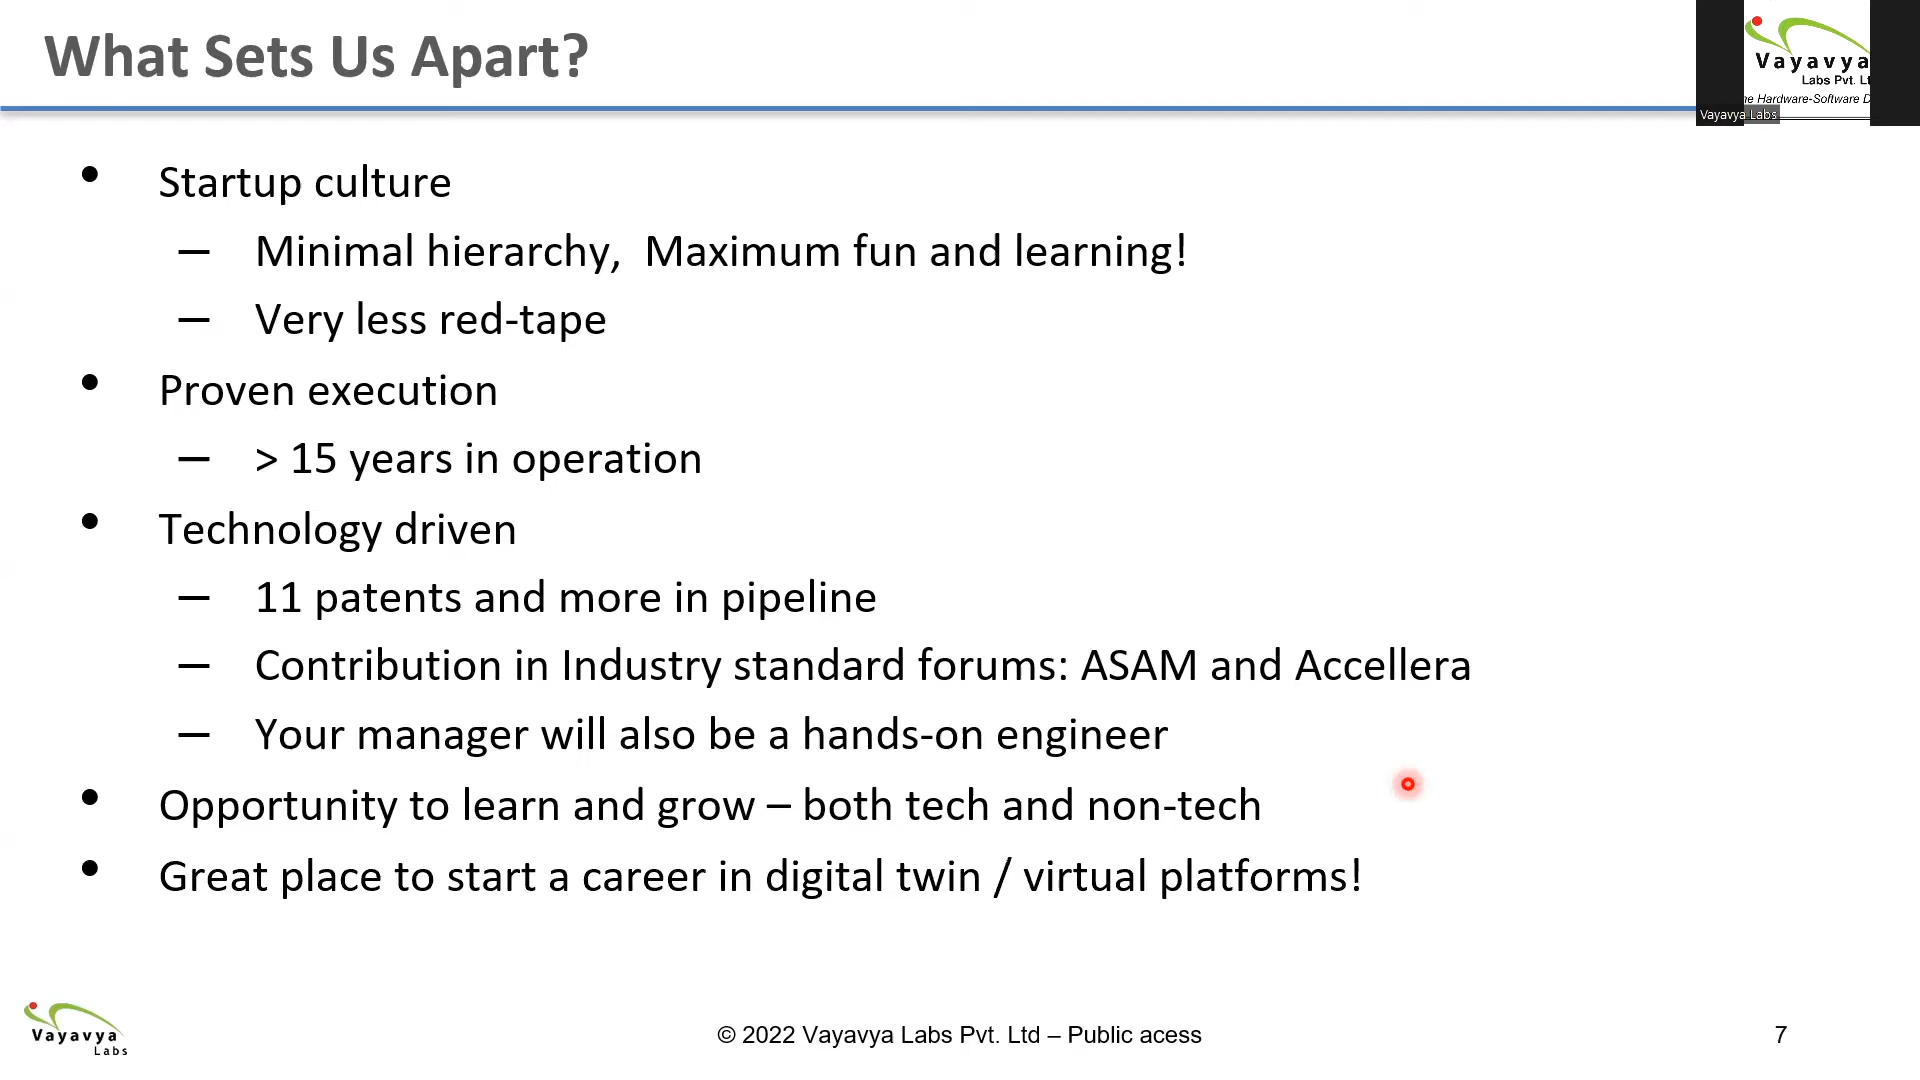 What Sets Us Apart?
Vayavya
Labs Pvt.
Hardware-Software
Vayavya Labs
• Startup culture
– Minimal hierarchy, Maximum fun and learning!
– Very less red-tape
• Proven execution
– > 15 years in operation
• Technology driven
– 11 patents and more in pipeline
– Contribution in Industry standard forums: ASAM and Accellera
– Your manager will also be a hands-on engineer
• Opportunity to learn and grow – both tech and non-tech
• Great place to start a career in digital twin / virtual platforms!
Vayavya
Labs
© 2022 Vayavya Labs Pvt. Ltd – Public acess
7